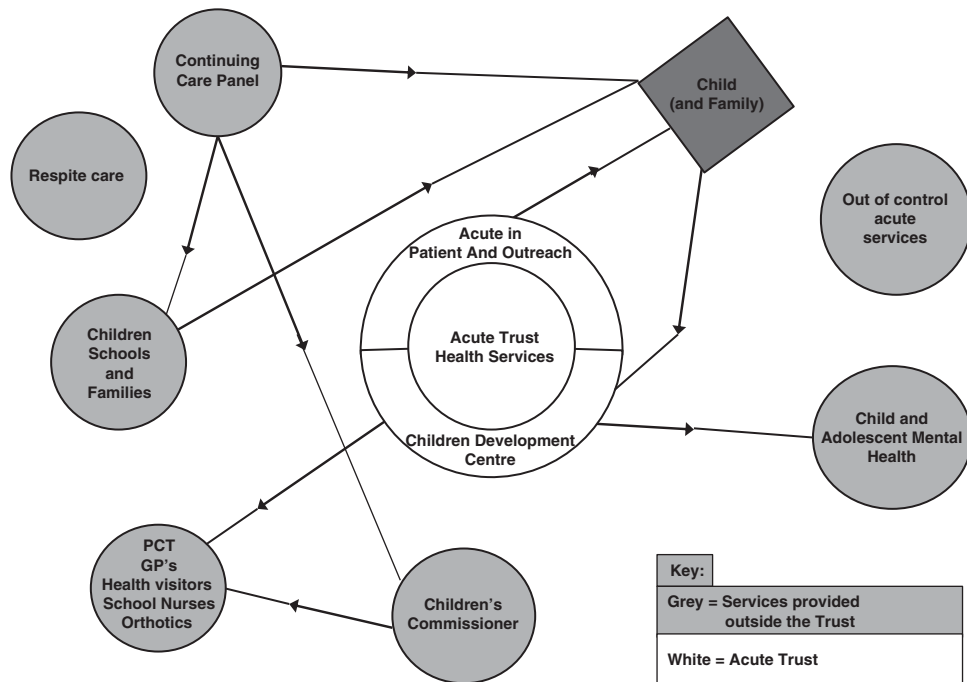 Continuing
Care Panel
Child
(and Family)
Respite care
Out of control
acute
services
Acute in
Patient And Outreach
Acute Trust
Health Services
Children
Schools
and
Families
Children Development
Centre
Child and
Adolescent Mental
Health
PCT
GP's
Health visitors
School Nurses
Orthotics
Children's
Commissioner
Key:
Grey = Services provided
outside the Trust
White = Acute Trust